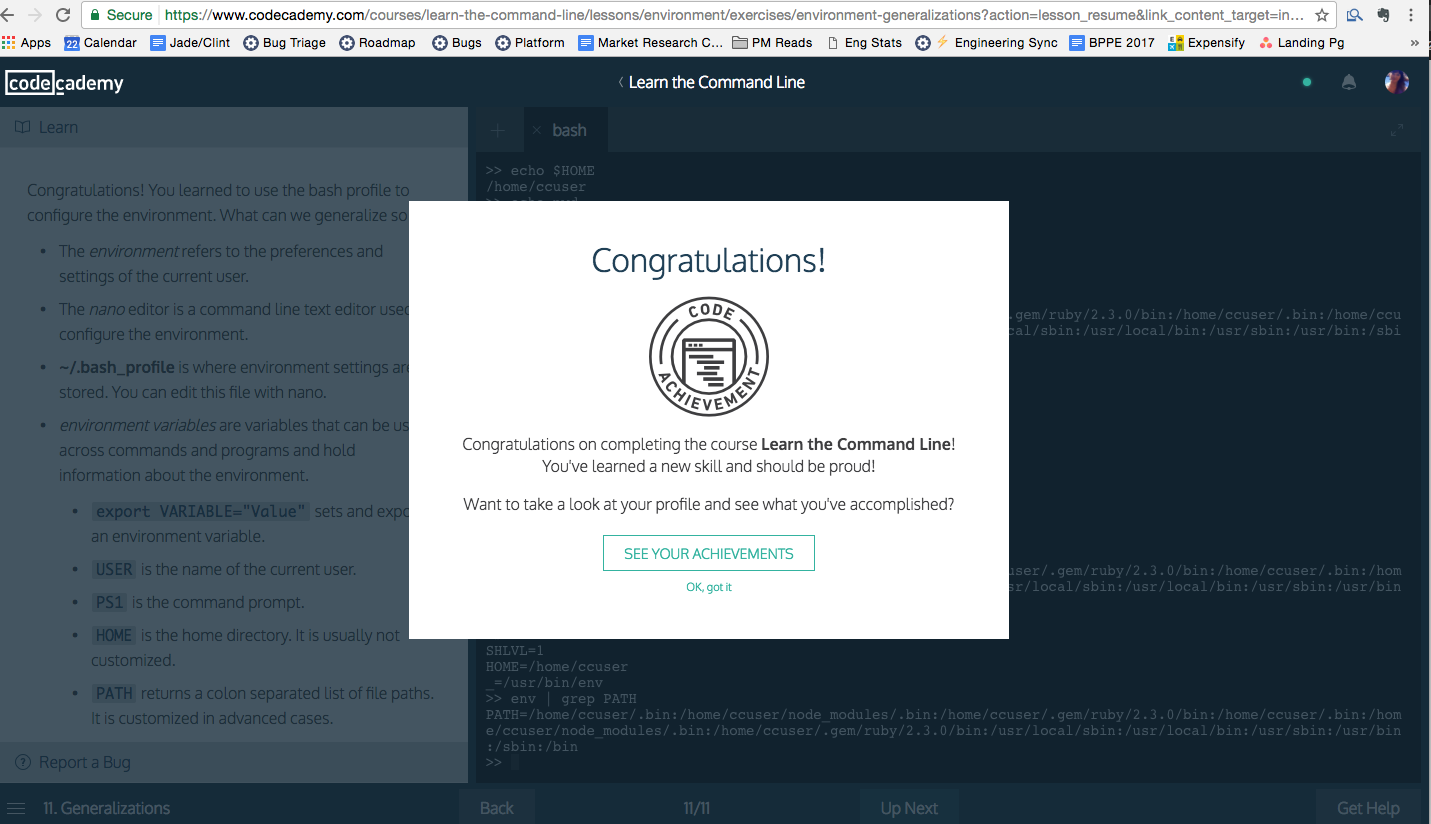 Secure https://www.codecademy.com/courses/learn-the-command-line/lessons/environment/exercises/environment-generalizations?action=lesson_resume&link_content_target=in...
Apps 22 Calendar Jade/Clint Bug Triage Roadmap Bugs Platform Market Research C... PM Reads Eng Stats Engineering Sync BPPE 2017 Expensify Landing Pg »
codecademy
Learn the Command Line
Learn
× bash
>> echo $HOME
/home/ccuser
Congratulations! You learned to use the bash profile to
configure the environment. What can we generalize so
• The environment refers to the preferences and
settings of the current user.
• The nano editor is a command line text editor used
configure the environment.
• ~/.bash_profile is where environment settings are
stored. You can edit this file with nano.
• environment variables are variables that can be us
across commands and programs and hold
information about the environment.
• export VARIABLE="Value" sets and expo
an environment variable.
• USER is the name of the current user.
• PS1 is the command prompt.
• HOME is the home directory. It is usually not
customized.
• PATH returns a colon separated list of file paths.
It is customized in advanced cases.
Report a Bug
Congratulations!
CODE
ACHIEVEMENT
Congratulations on completing the course Learn the Command Line!
You've learned a new skill and should be proud!
Want to take a look at your profile and see what you've accomplished?
SEE YOUR ACHIEVEMENTS
OK, got it
.gem/ruby/2.3.0/bin:/home/ccuser/.bin:/home/ccu
cal/sbin:/usr/local/bin:/usr/sbin:/usr/bin:/sbi
user/.gem/ruby/2.3.0/bin:/home/ccuser/.bin:/hom
sr/local/sbin:/usr/local/bin:/usr/sbin:/usr/bin
SHLVL=1
HOME=/home/ccuser
_=/usr/bin/env
>> env | grep PATH
PATH=/home/ccuser/.bin:/home/ccuser/node_modules/.bin:/home/ccuser/.gem/ruby/2.3.0/bin:/home/ccuser/.bin:/hom
e/ccuser/node_modules/.bin:/home/ccuser/.gem/ruby/2.3.0/bin:/usr/local/sbin:/usr/local/bin:/usr/sbin:/usr/bin
:/sbin:/bin
>>
11. Generalizations
Back
11/11
Up Next
Get Help